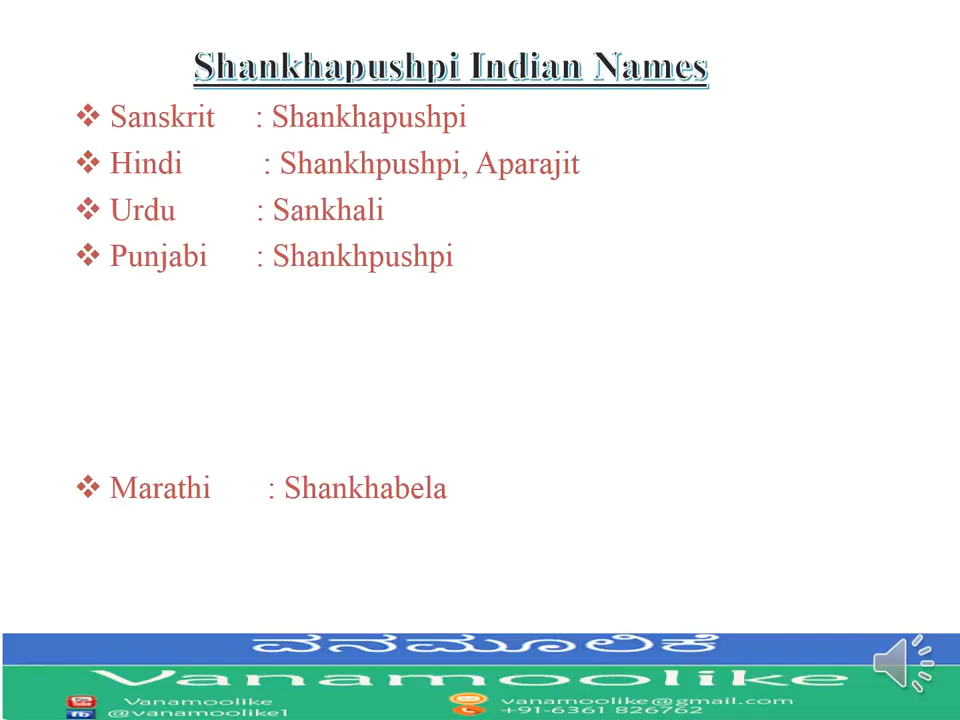 Shankhapushpi Indian Names
❖ Sanskrit : Shankhapushpi
❖ Hindi : Shankhpushpi, Aparajit
❖ Urdu : Sankhali
❖ Punjabi : Shankhpushpi
❖ Marathi : Shankhabela
ವನಮೂಲಿಕೆ
Vanamoolike
Vanamoolike vanamoolike@gmail.com
@vanamoolike1 +91-6361 826762